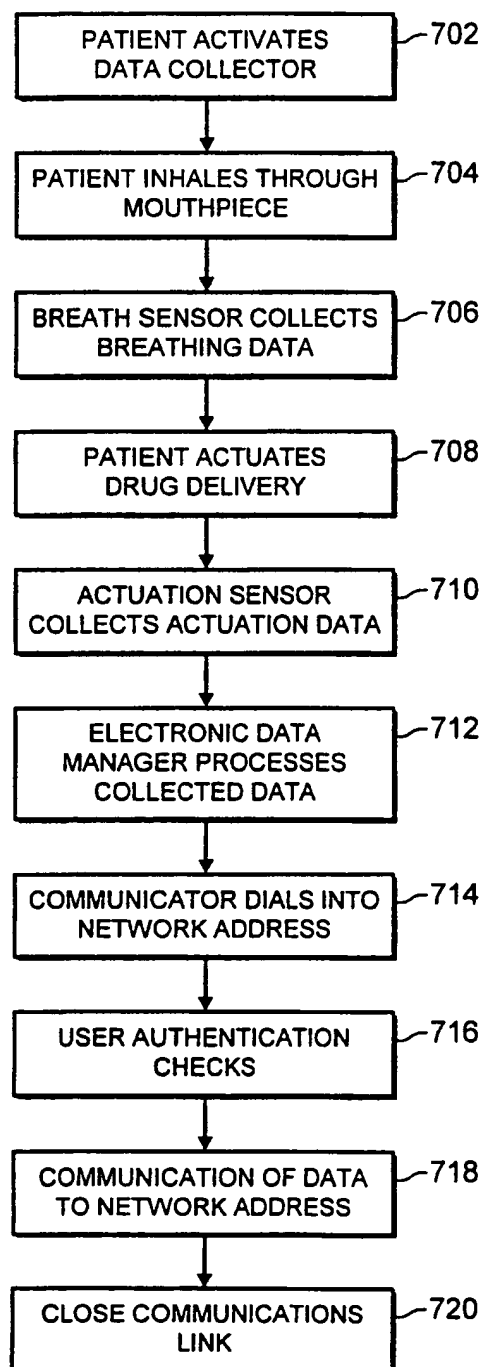 PATIENT ACTIVATES
DATA COLLECTOR
702
PATIENT INHALES THROUGH
MOUTHPIECE
704
BREATH SENSOR COLLECTS
BREATHING DATA
706
PATIENT ACTUATES
DRUG DELIVERY
708
ACTUATION SENSOR
COLLECTS ACTUATION DATA
710
ELECTRONIC DATA
MANAGER PROCESSES
COLLECTED DATA
712
COMMUNICATOR DIALS INTO
NETWORK ADDRESS
714
USER AUTHENTICATION
CHECKS
716
COMMUNICATION OF DATA
TO NETWORK ADDRESS
718
CLOSE COMMUNICATIONS
LINK
720